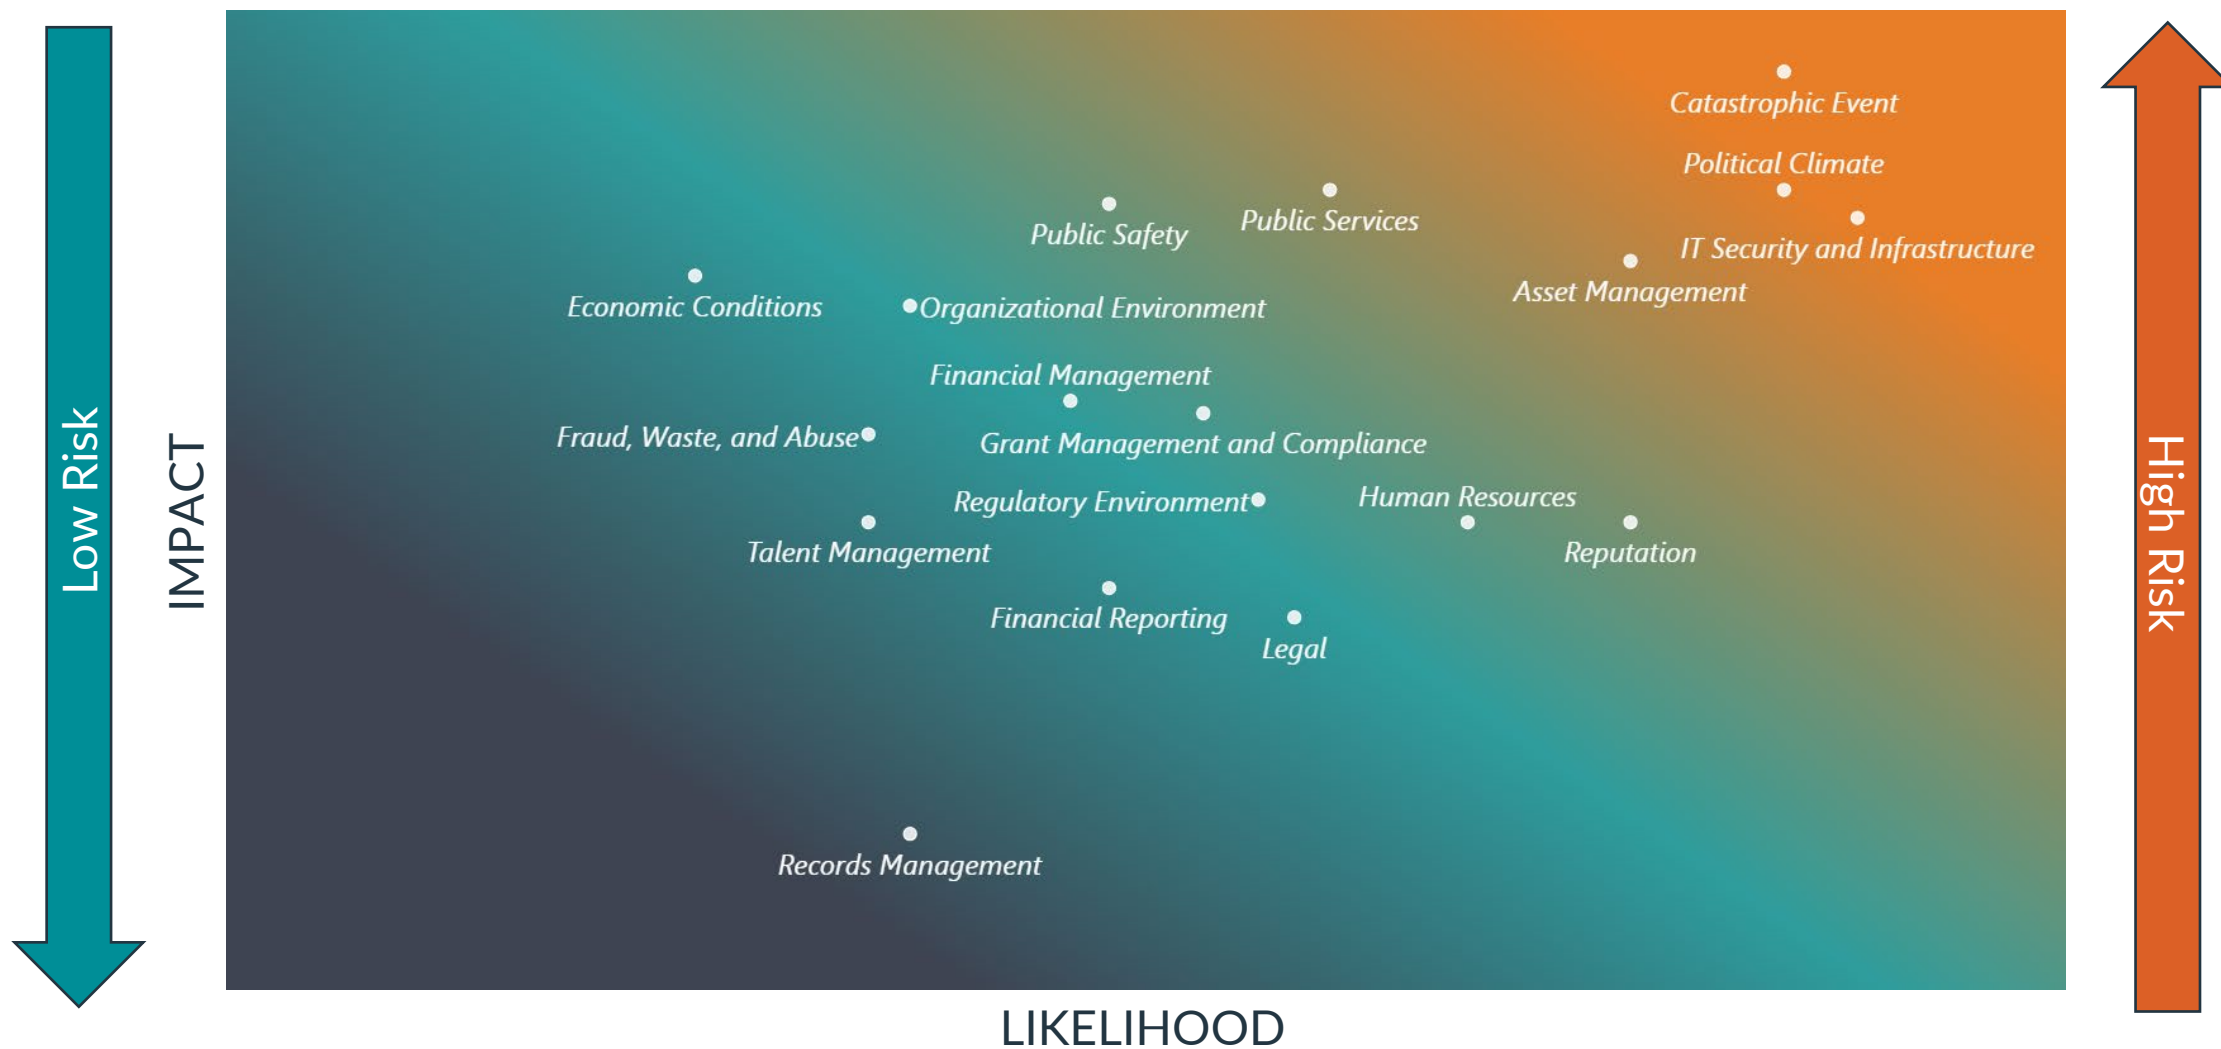 Low Risk
IMPACT
Catastrophic Event
Political Climate
Public Services
Public Safety
IT Security and Infrastructure
Asset Management
Economic Conditions
Organizational Environment
Financial Management
Fraud, Waste, and Abuse
Grant Management and Compliance
Regulatory Environment
Human Resources
Talent Management
Reputation
Financial Reporting
Legal
Records Management
High Risk
LIKELIHOOD